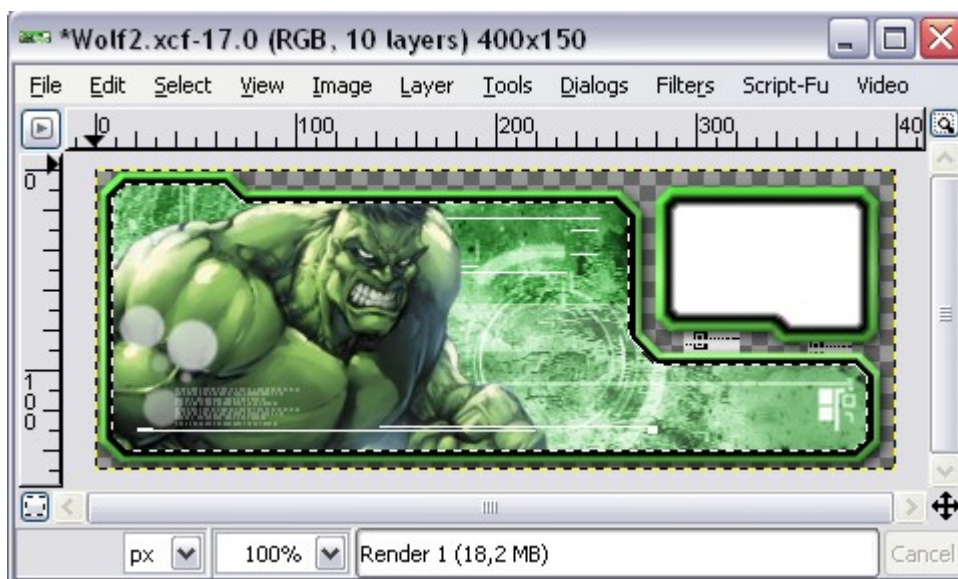 *Wolf2.xcf-17.0 (RGB, 10 layers) 400x150
File Edit Select View Image Layer Tools Dialogs Filters Script-Fu Video
0 100 200 300 40
0
100
px 100% Render 1 (18,2 MB) Cancel